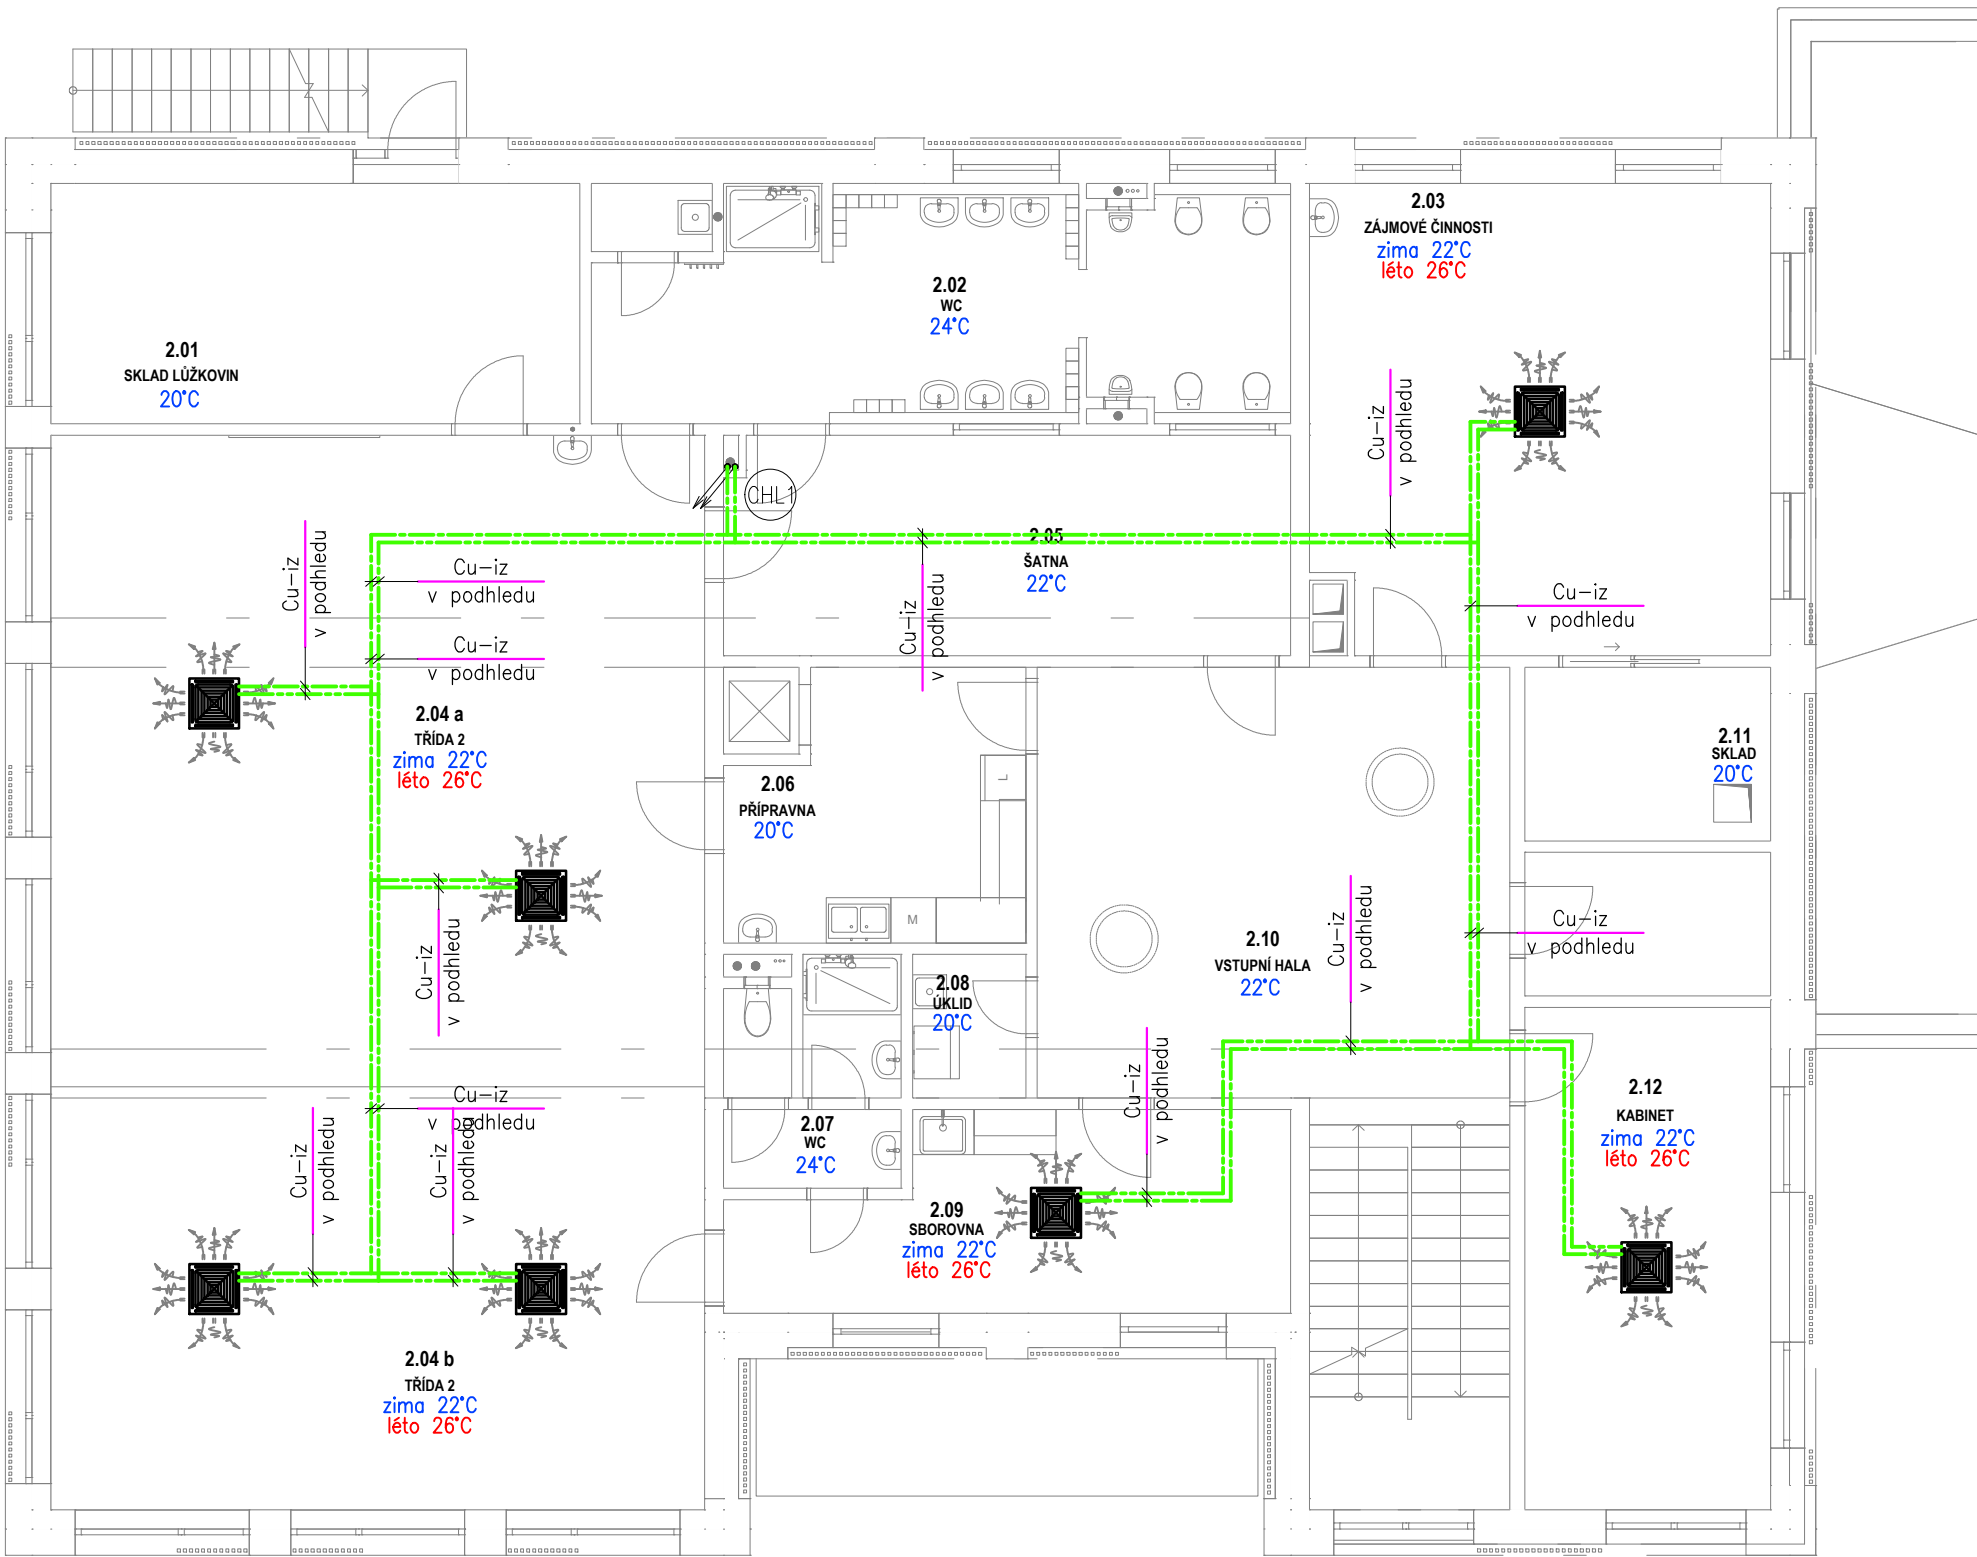 2.03
ZÁJMOVÉ ČINNOSTI
zima 22°C
léto 26°C
2.02
WC
24°C
2.01
SKLAD LŮŽKOVIN
20°C
Cu-iz
v podhledu
CHL1
2.05
ŠATNA
22°C
Cu-iz
v podhledu
Cu-iz
v podhledu
Cu-iz
v podhledu
Cu-iz
v podhledu
Cu-iz
v podhledu
2.04 a
TŘÍDA 2
zima 22°C
léto 26°C
2.06
PŘÍPRAVNA
20°C
L
2.11
SKLAD
20°C
M
Cu-iz
v podhledu
Cu-iz
v podhledu
Cu-iz
v podhledu
2.10
VSTUPNÍ HALA
22°C
2.08
ÚKLID
20°C
Cu-iz
v podhledu
Cu-iz
v podhledu
Cu-iz
v podhledu
Cu-iz
v podhledu
2.07
WC
24°C
2.12
KABINET
zima 22°C
léto 26°C
2.09
SBOROVNA
zima 22°C
léto 26°C
2.04 b
TŘÍDA 2
zima 22°C
léto 26°C